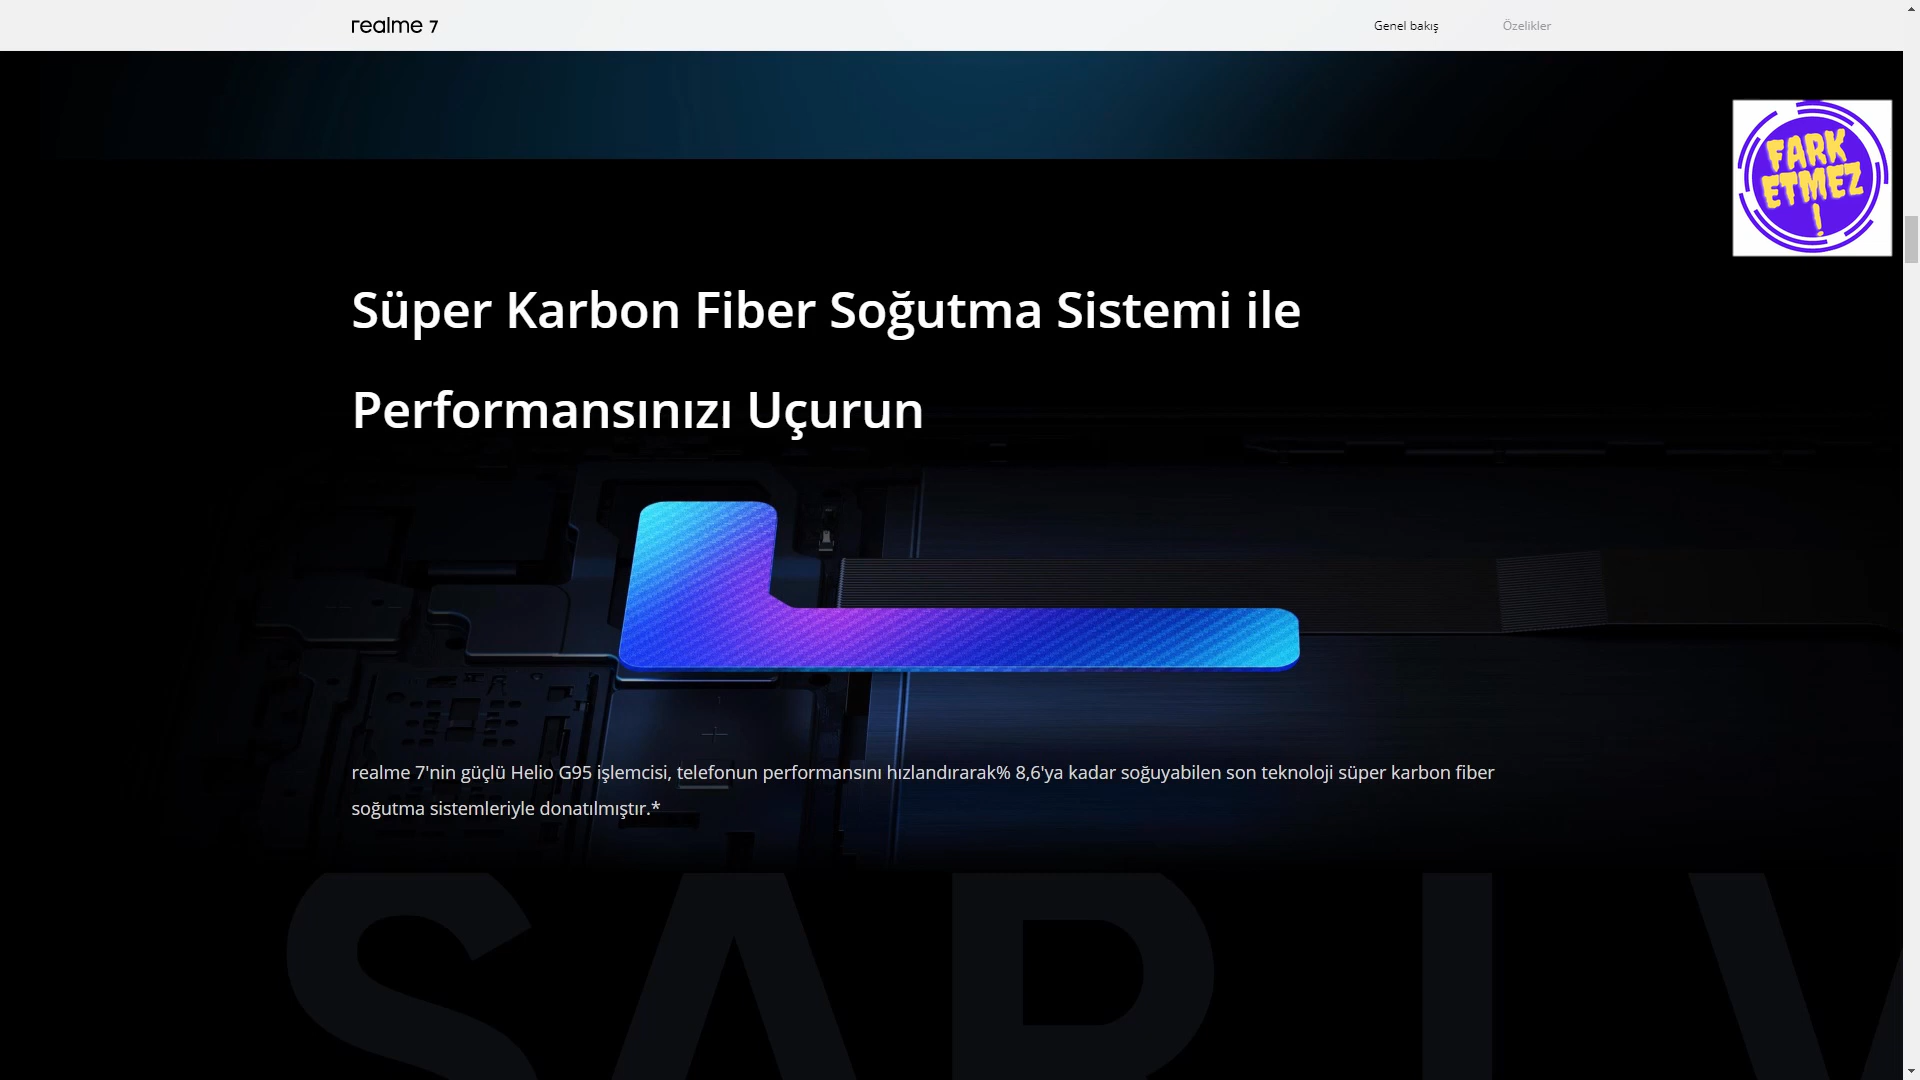 realme 7
Genel bakış
Özelikler
FARK
ETMEZ
!
Süper Karbon Fiber Soğutma Sistemi ile
Performansınızı Uçurun
realme 7'nin güçlü Helio G95 işlemcisi, telefonun performansını hızlandırarak% 8,6'ya kadar soğuyabilen son teknoloji süper karbon fiber
soğutma sistemleriyle donatılmıştır.*